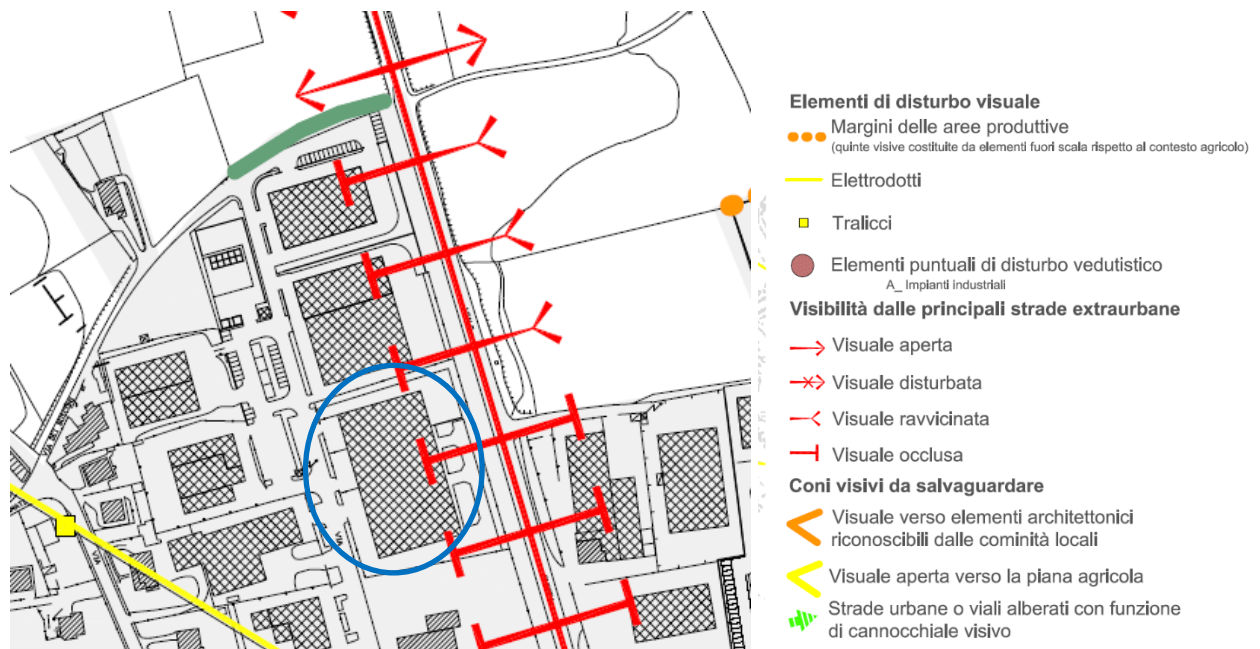 Elementi di disturbo visuale
Margini delle aree produttive
(quinte visive costituite da elementi fuori scala rispetto al contesto agricolo)
Elettrodotti
Tralicci
Elementi puntuali di disturbo vedutistico
A_ Impianti industriali
Visibilità dalle principali strade extraurbane
Visuale aperta
Visuale disturbata
Visuale ravvicinata
Visuale occlusa
Coni visivi da salvaguardare
Visuale verso elementi architettonici
riconoscibili dalle cominità locali
Visuale aperta verso la piana agricola
Strade urbane o viali alberati con funzione
di cannocchiale visivo